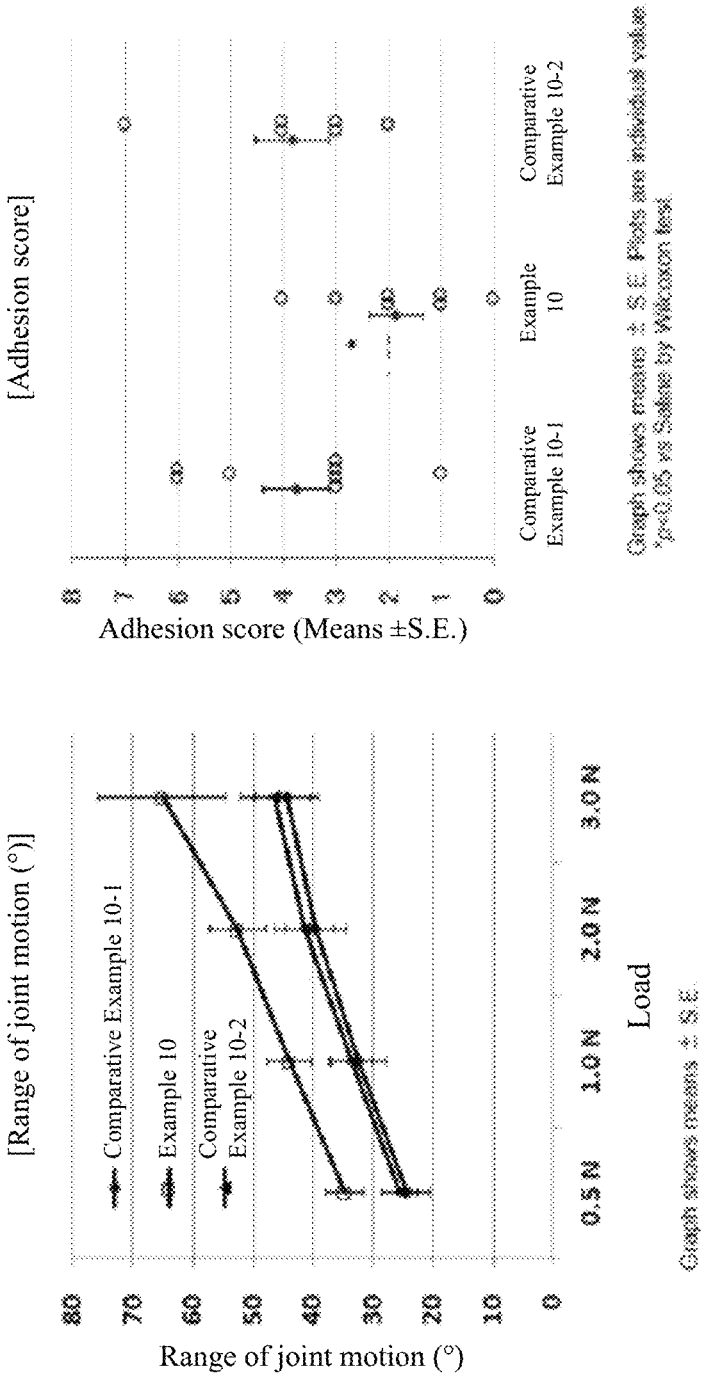 [Range of joint motion (°)]
80
70
60
50
40
30
20
10
0
Range of joint motion (°)
Comparative Example 10-1
Example 10
Comparative
Example 10-2
0.5 N
1.0 N
2.0 N
3.0 N
Load
Graph shows means ± S.E.
[Adhesion score]
8
7
6
5
4
3
2
1
0
Adhesion score (Means ±S.E.)
Comparative
Example 10-1
Example
10
Comparative
Example 10-2
Graph shows means ± S.E. Plots are individual value.
*p<0.05 vs Saline by Wilcoxon test.